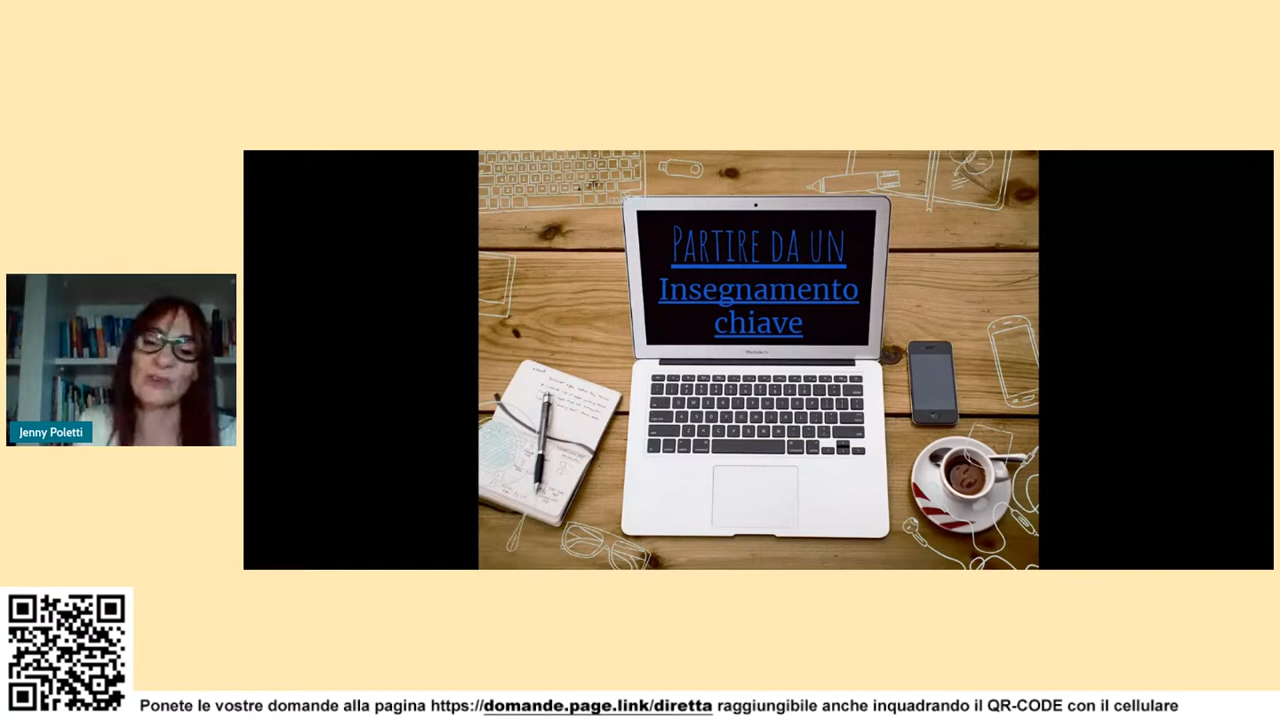 PARTIRE DA UN
Insegnamento
chiave
Jenny Poletti
Ponete le vostre domande alla pagina https://domande.page.link/diretta raggiungibile anche inquadrando il QR-CODE con il cellulare